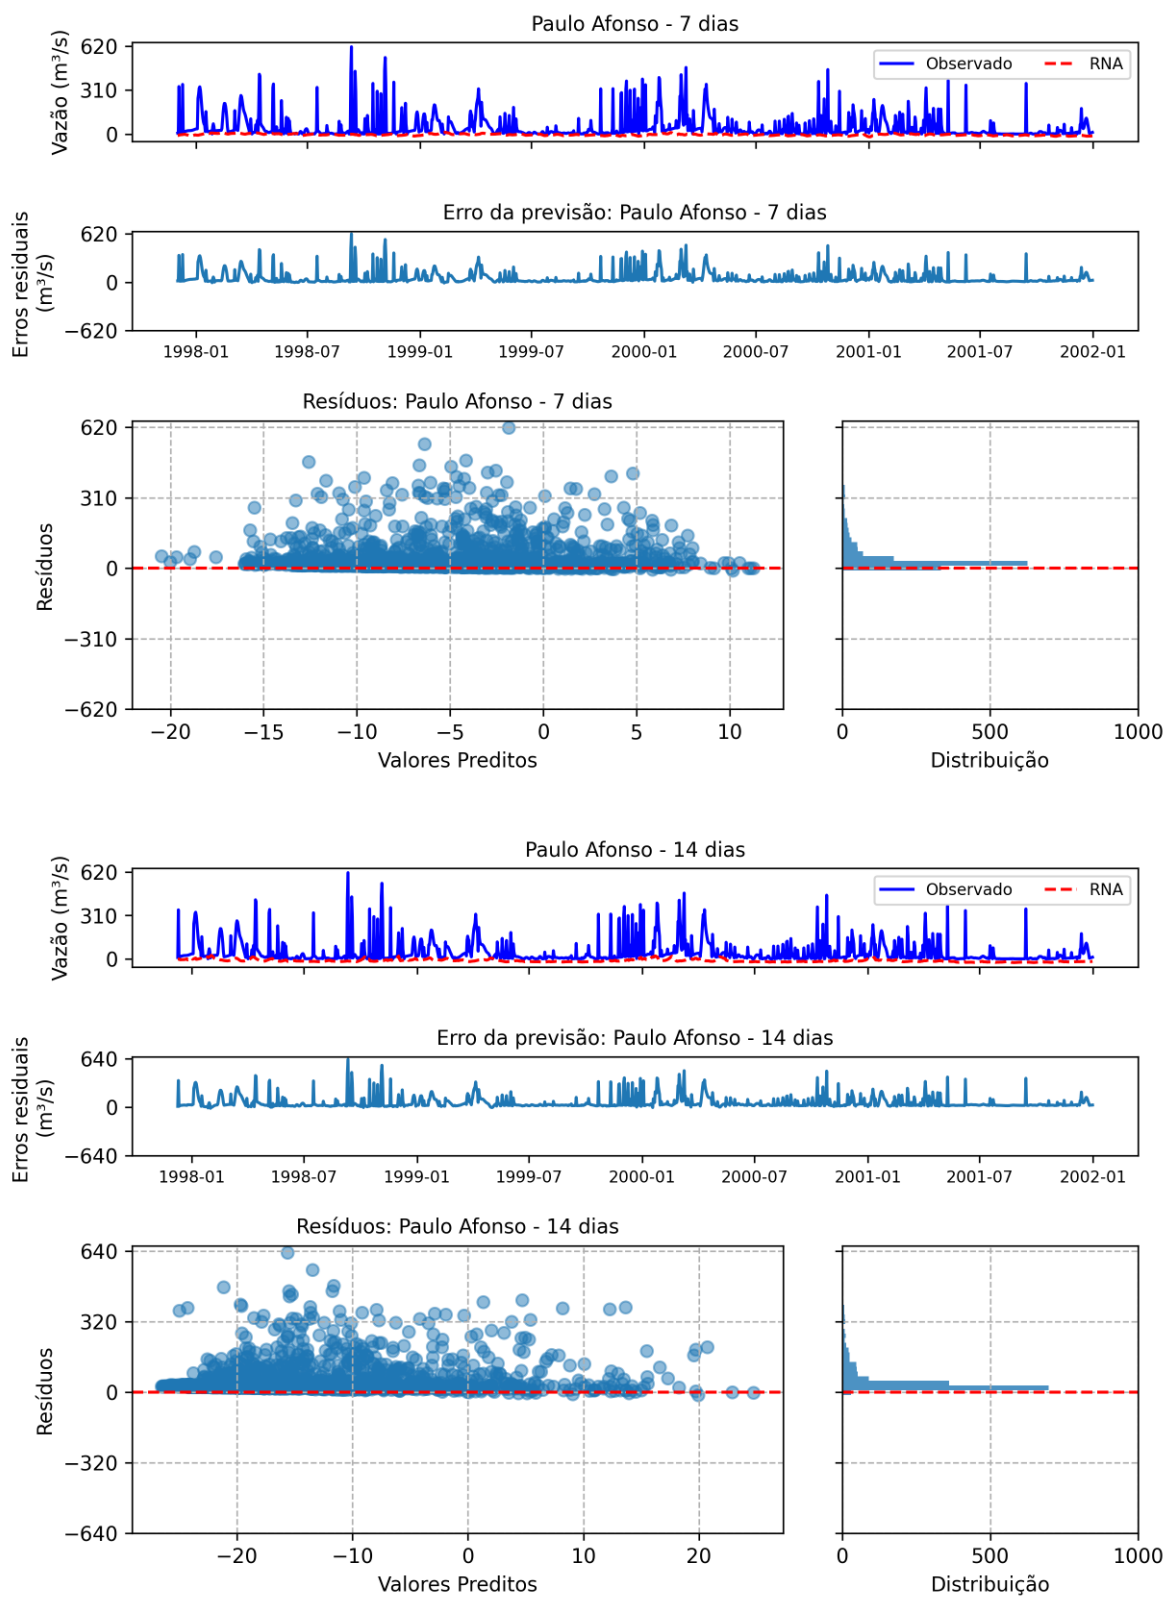 Paulo Afonso - 7 dias
Vazão (m³/s)
620
310
0
Observado
RNA
Erro da previsão: Paulo Afonso - 7 dias
Erros residuais
(m³/s)
620
0
−620
1998-01 1998-07 1999-01 1999-07 2000-01 2000-07 2001-01 2001-07 2002-01
Resíduos: Paulo Afonso - 7 dias
Resíduos
620
310
0
−310
−620
−20 −15 −10 −5 0 5 10
Valores Preditos
0 500 1000
Distribuição
Paulo Afonso - 14 dias
Vazão (m³/s)
620
310
0
Observado
RNA
Erro da previsão: Paulo Afonso - 14 dias
Erros residuais
(m³/s)
640
0
−640
1998-01 1998-07 1999-01 1999-07 2000-01 2000-07 2001-01 2001-07 2002-01
Resíduos: Paulo Afonso - 14 dias
Resíduos
640
320
0
−320
−640
−20 −10 0 10 20
Valores Preditos
0 500 1000
Distribuição